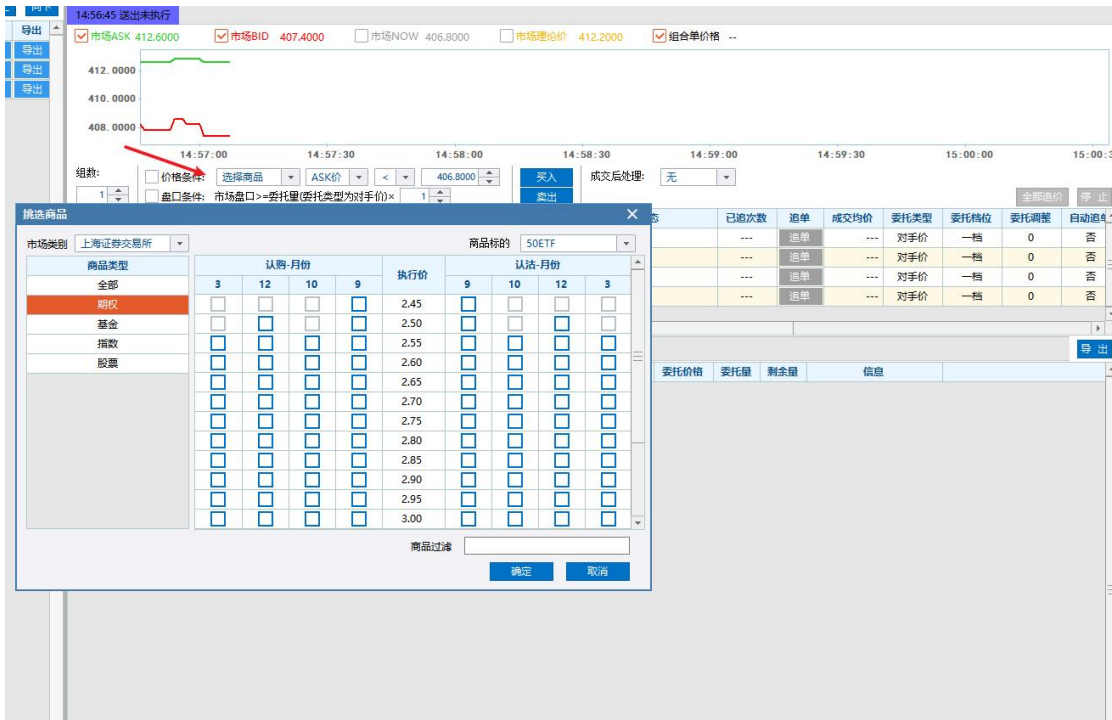 向下
14:56:45 送出未执行
导出
市场ASK 412.6000 市场BID 407.4000 市场NOW 406.8000 市场理论价 412.2000 组合单价格 --
导出
导出
导出
412.0000
410.0000
408.0000
14:57:00 14:57:30 14:58:00 14:58:30 14:59:00 14:59:30 15:00:00 15:00:3
组数: 价格条件: 选择商品 ASK价 < 406.8000 买入 成交后处理: 无
1 盘口条件: 市场盘口>=委托量(委托类型为对手价)× 1 卖出 全部追价 停 止
挑选商品
态 已追次数 追单 成交均价 委托类型 委托档位 委托调整 自动追单
--- 追单 --- 对手价 一档 0 否
--- 追单 --- 对手价 一档 0 否
--- 追单 --- 对手价 一档 0 否
--- 追单 --- 对手价 一档 0 否
导 出
委托价格 委托量 剩余量 信息
市场类别 上海证券交易所 商品标的 50ETF
商品类型 认购-月份 执行价 认沽-月份
全部 3 12 10 9 9 10 12 3
期权 2.45
基金 2.50
指数 2.55
股票 2.60
2.65
2.70
2.75
2.80
2.85
2.90
2.95
3.00
商品过滤
确定 取消